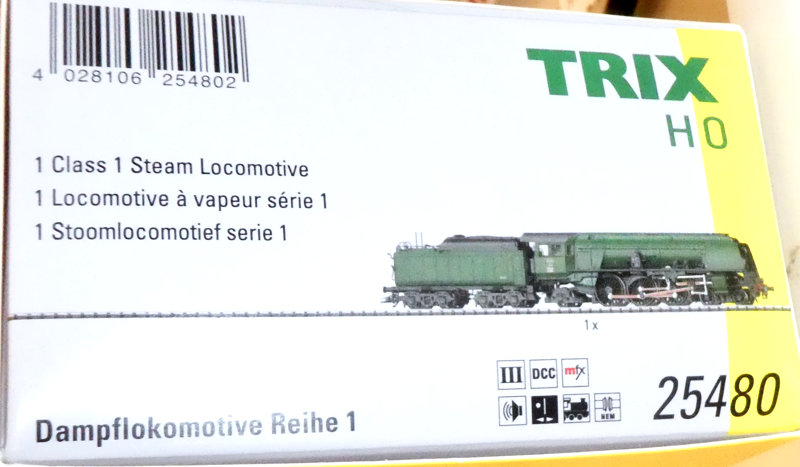 4 028106 254802
TRIX
H0
1 Class 1 Steam Locomotive
1 Locomotive à vapeur série 1
1 Stoomlocomotief serie 1
1 x
III DCC mfx
NEM
25480
Dampflokomotive Reihe 1